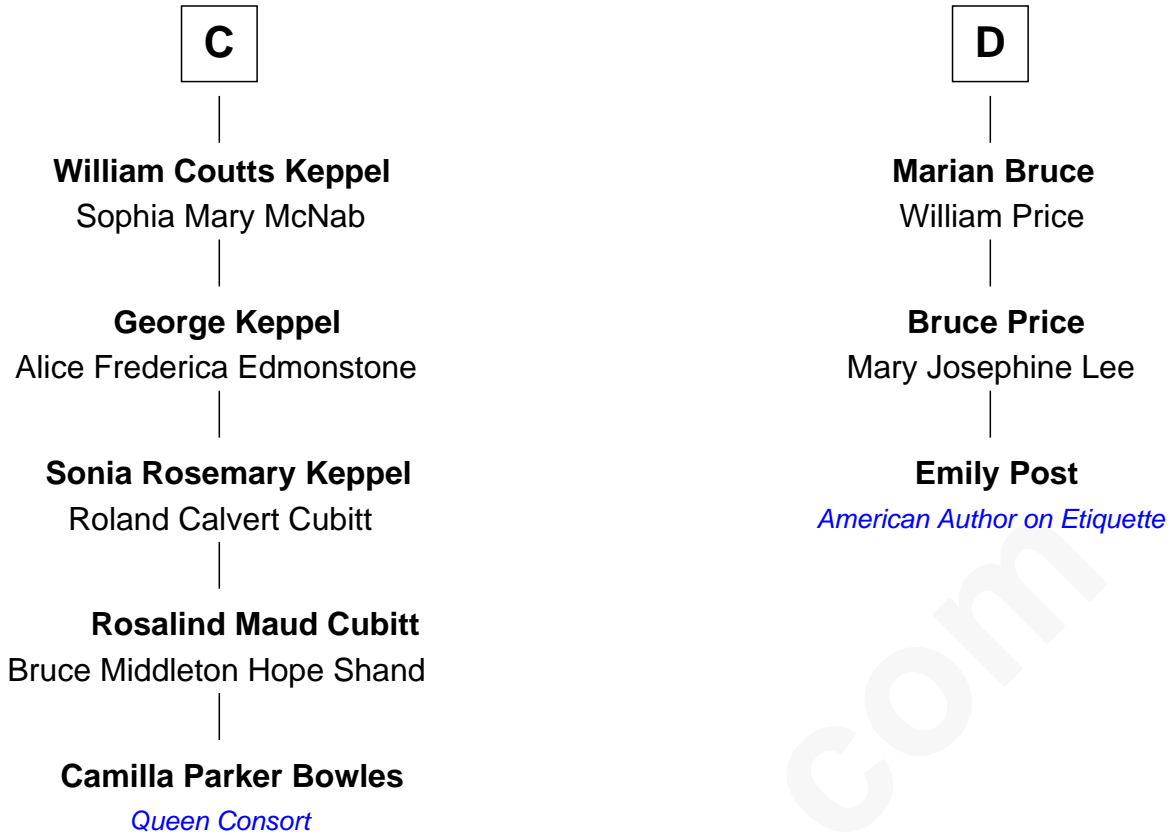 C
William Coutts Keppel
Sophia Mary McNab
George Keppel
Alice Frederica Edmonstone
Sonia Rosemary Keppel
Roland Calvert Cubitt
Rosalind Maud Cubitt
Bruce Middleton Hope Shand
Camilla Parker Bowles
Queen Consort
D
Marian Bruce
William Price
Bruce Price
Mary Josephine Lee
Emily Post
American Author on Etiquette
com